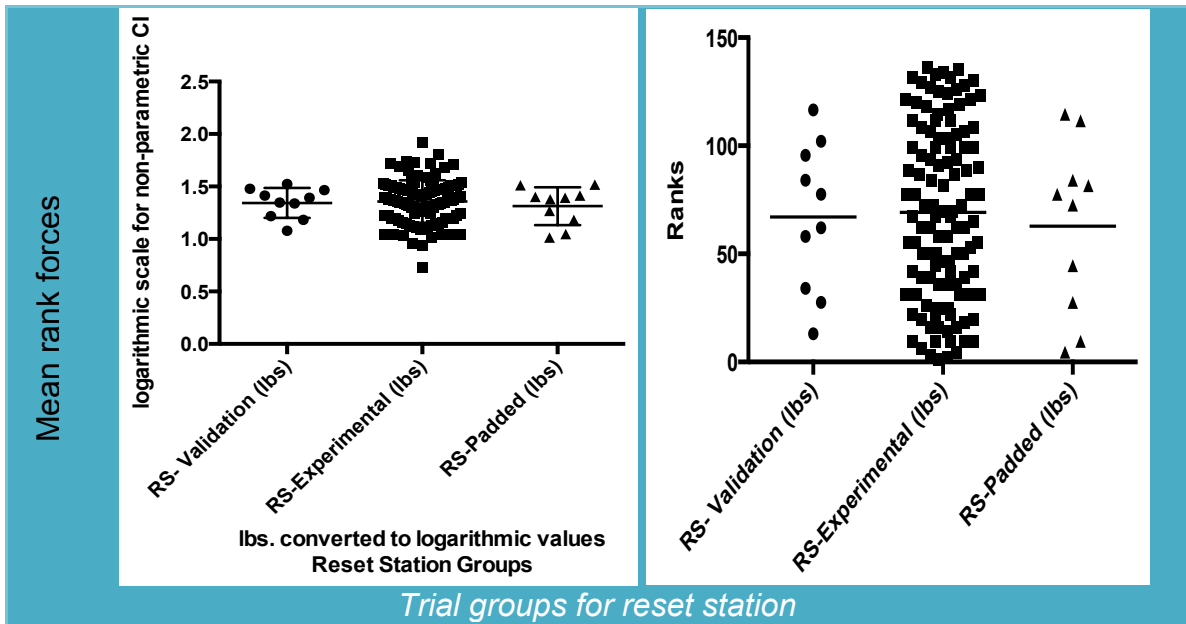 Mean rank forces
logarithmic scale for non-parametric CI
2.5
2.0
1.5
1.0
0.5
0.0
RS- Validation (lbs)
RS-Experimental (lbs)
RS-Padded (lbs)
lbs. converted to logarithmic values
Reset Station Groups
Ranks
150
100
50
0
RS- Validation (lbs)
RS-Experimental (lbs)
RS-Padded (lbs)
Trial groups for reset station